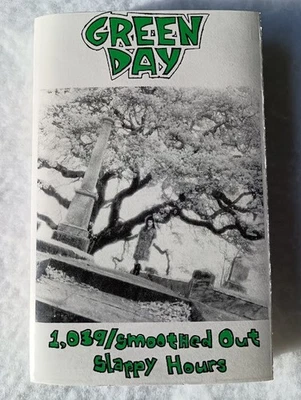 GREEN
DAY
1,039/Smoothed Out
Slappy Hours